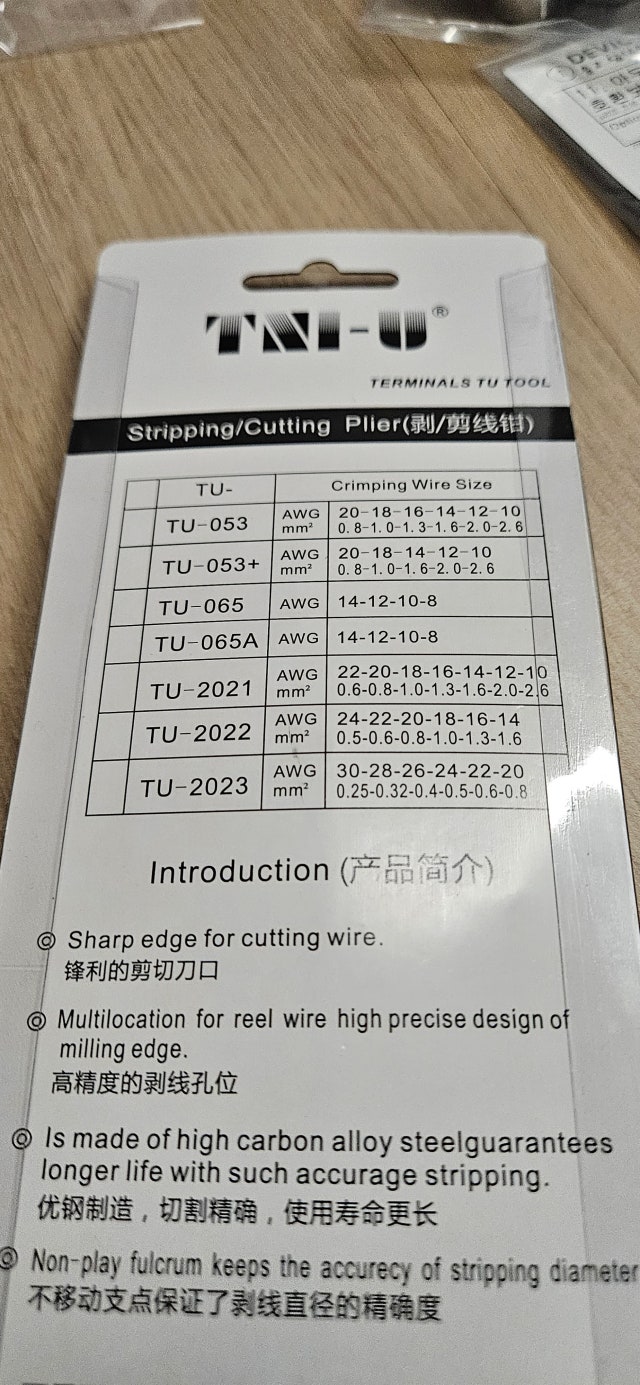 TNI-U®
TERMINALS TU TOOL
Stripping/Cutting Plier(剥/剪线钳)
TU- Crimping Wire Size
TU-053 AWG 20-18-16-14-12-10
mm² 0.8-1.0-1.3-1.6-2.0-2.6
TU-053+ AWG 20-18-14-12-10
mm² 0.8-1.0-1.6-2.0-2.6
TU-065 AWG 14-12-10-8
TU-065A AWG 14-12-10-8
TU-2021 AWG 22-20-18-16-14-12-10
mm² 0.6-0.8-1.0-1.3-1.6-2.0-2.6
TU-2022 AWG 24-22-20-18-16-14
mm² 0.5-0.6-0.8-1.0-1.3-1.6
TU-2023 AWG 30-28-26-24-22-20
mm² 0.25-0.32-0.4-0.5-0.6-0.8
Introduction (产品简介)
◎ Sharp edge for cutting wire.
锋利的剪切刀口
◎ Multilocation for reel wire high precise design of
milling edge.
高精度的剥线孔位
◎ Is made of high carbon alloy steelguarantees
longer life with such accurage stripping.
优钢制造，切割精确，使用寿命更长
◎ Non-play fulcrum keeps the accurecy of stripping diameter
不移动支点保证了剥线直径的精确度